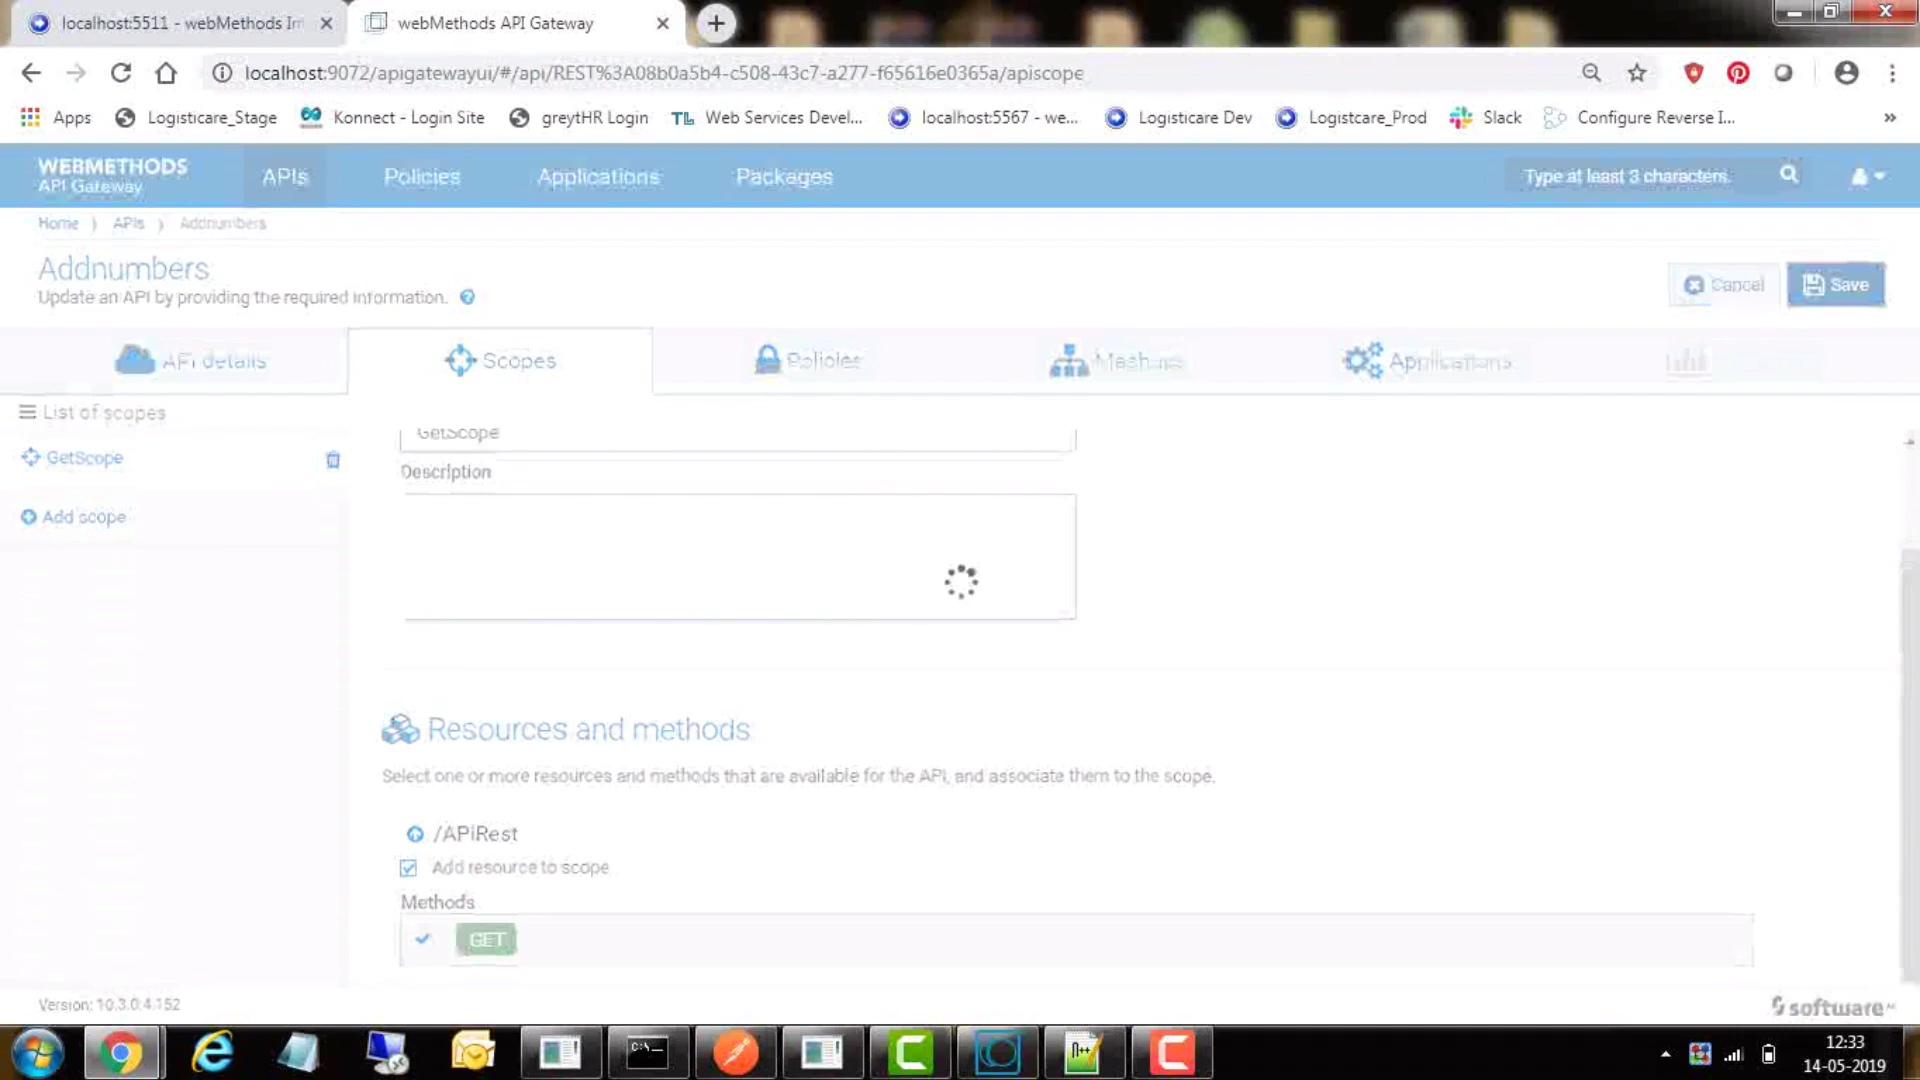 localhost:5511 - webMethods Im
webMethods API Gateway
localhost:9072/apigatewayui/#/api/REST%3A08b0a5b4-c508-43c7-a277-f65616e0365a/apiscope
Apps
Logisticare_Stage
Konnect - Login Site
greytHR Login
TL
Web Services Devel...
localhost:5567 - we...
Logisticare Dev
Logistcare_Prod
Slack
Configure Reverse I...
»
WEBMETHODS
API Gateway
APIs
Policies
Applications
Packages
Type at least 3 characters.
Home
APIs
Addnumbers
Addnumbers
Update an API by providing the required information.
Cancel
Save
API details
Scopes
Policies
Applications
List of scopes
GetScope
Add scope
GetScope
Description
Resources and methods
Select one or more resources and methods that are available for the API, and associate them to the scope.
/APIRest
Add resource to scope
Methods
GET
Version: 10.3.0.4.152
software
12:33
14-05-2019